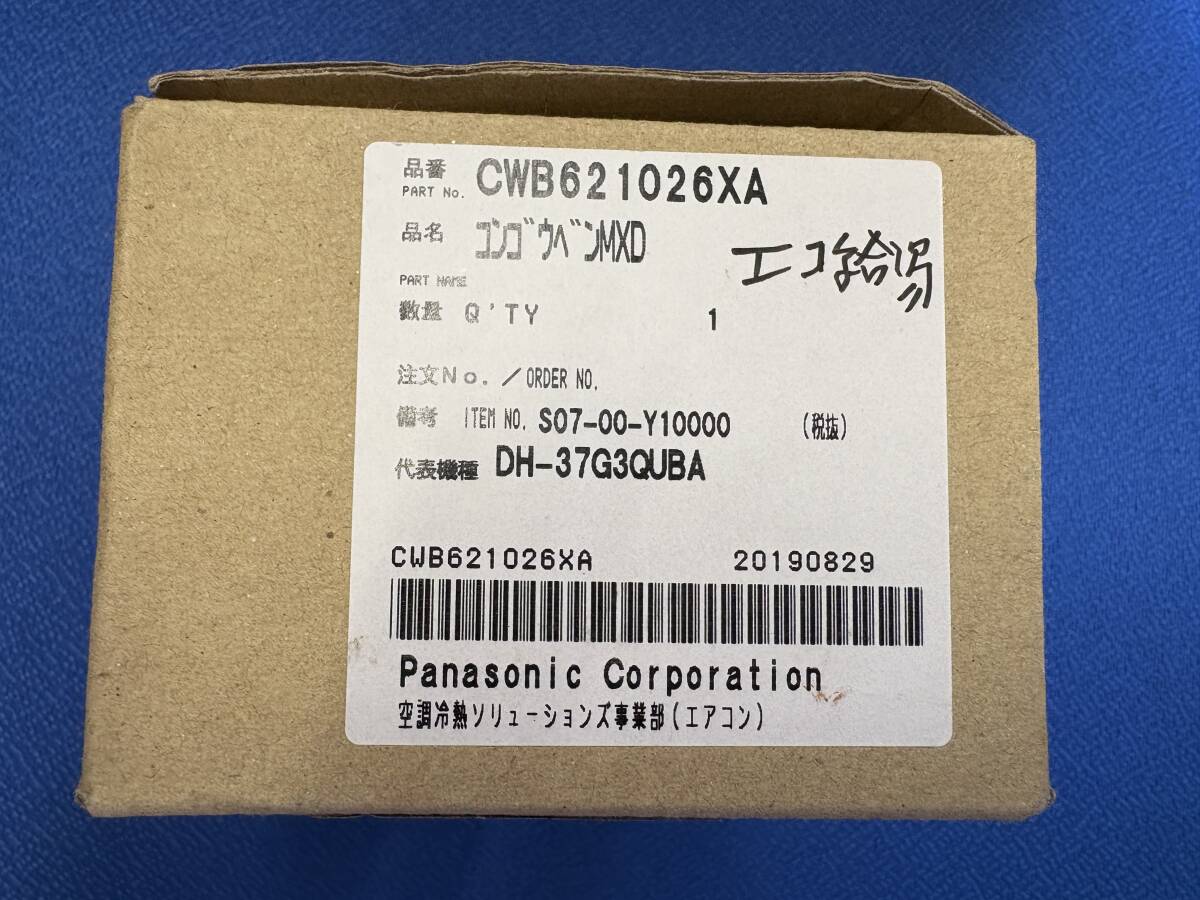 品番 CWB621026XA
PART No.
品名 ｺﾝｺﾞｳﾍﾞﾝMXD
エコ給湯
PART NAME
数量 Q'TY 1
注文No.／ORDER NO.
備考 ITEM NO. S07-00-Y10000 (税抜)
代表機種 DH-37G3QUBA
CWB621026XA 20190829
Panasonic Corporation
空調冷熱ソリューションズ事業部(エアコン)